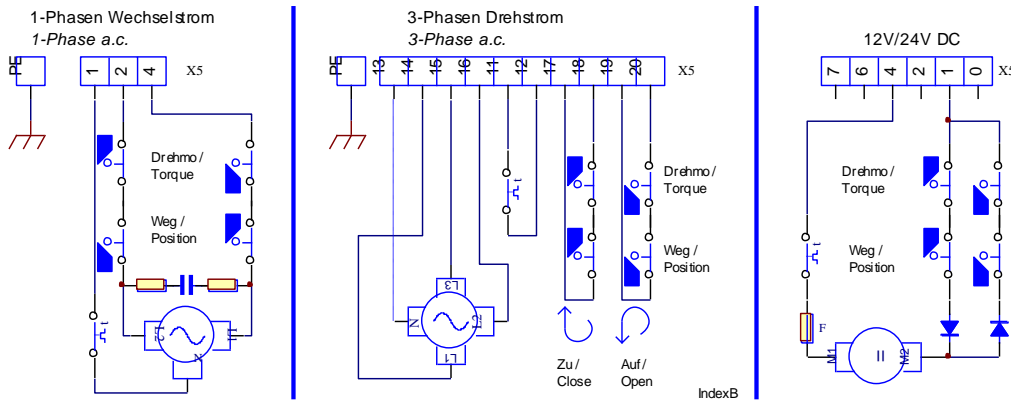 1-Phasen Wechselstrom
1-Phase a.c.
PE
1 2 4 X5
Drehmo /
Torque
Weg /
Position
t
L2 L1
N
3-Phasen Drehstrom
3-Phase a.c.
PE
13 14 15 16 11 12 17 18 19 20 X5
t
Drehmo /
Torque
Weg /
Position
L3
N L2
L1
Zu /
Close
Auf /
Open
IndexB
12V/24V DC
7 6 4 2 1 0 X5
Drehmo /
Torque
Weg /
Position
t
F
M1 = M2